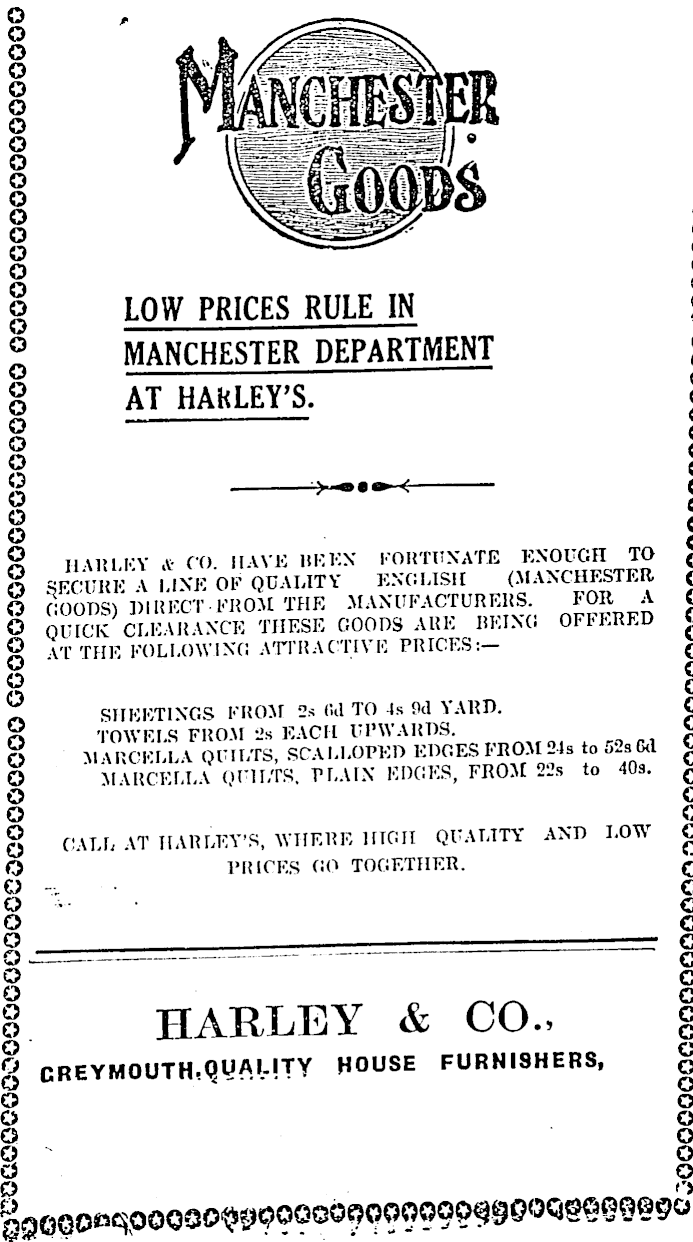 MANCHESTER
GOODS
LOW PRICES RULE IN
MANCHESTER DEPARTMENT
AT HARLEY'S.
HARLEY & CO. HAVE BEEN FORTUNATE ENOUGH TO
SECURE A LINE OF QUALITY ENGLISH (MANCHESTER
GOODS) DIRECT FROM THE MANUFACTURERS. FOR A
QUICK CLEARANCE THESE GOODS ARE BEING OFFERED
AT THE FOLLOWING ATTRACTIVE PRICES:—
SHEETINGS FROM 2s 6d TO 4s 9d YARD.
TOWELS FROM 2s EACH UPWARDS.
MARCELLA QUILTS, SCALLOPED EDGES FROM 24s to 52s 6d
MARCELLA QUILTS, PLAIN EDGES, FROM 22s to 40s.
CALL AT HARLEY'S, WHERE HIGH QUALITY AND LOW
PRICES GO TOGETHER.
HARLEY & CO.,
GREYMOUTH, QUALITY HOUSE FURNISHERS,